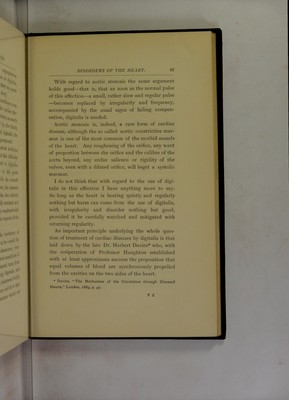 DISORDERS OF THE HEART.
With regard to aortic stenosis the same argument
holds good—that is, that as soon as the normal pulse
of this affection—a small, rather slow and regular pulse
—becomes replaced by irregularity and frequency,
accompanied by the usual signs of failing compen-
sation, digitalis is needed.
Aortic stenosis is, indeed, a rare form of cardiac
disease, although the so called aortic constrictive mur-
mur is one of the most common of the morbid sounds
of the heart. Any roughening of the orifice, any want
of proportion between the orifice and the calibre of the
aorta beyond, any undue salience or rigidity of the
valves, even with a dilated orifice, will beget a systolic
murmur.
I do not think that with regard to the use of digi-
talis in this affection I have anything more to say.
So long as the heart is beating quietly and regularly
nothing but harm can come from the use of digitalis,
with irregularity and disorder nothing but good,
provided it be carefully watched and mitigated with
returning regularity.
An important principle underlying the whole ques-
tion of treatment of cardiac diseases by digitalis is that
laid down by the late Dr. Herbert Davies* who, with
the coöperation of Professor Haughton established
with at least approximate success the proposition that
equal volumes of blood are synchronously propelled
from the cavities on the two sides of the heart.
* Davies, "The Mechanism of the Circulation through Diseased
Hearts," London, 1889, p.